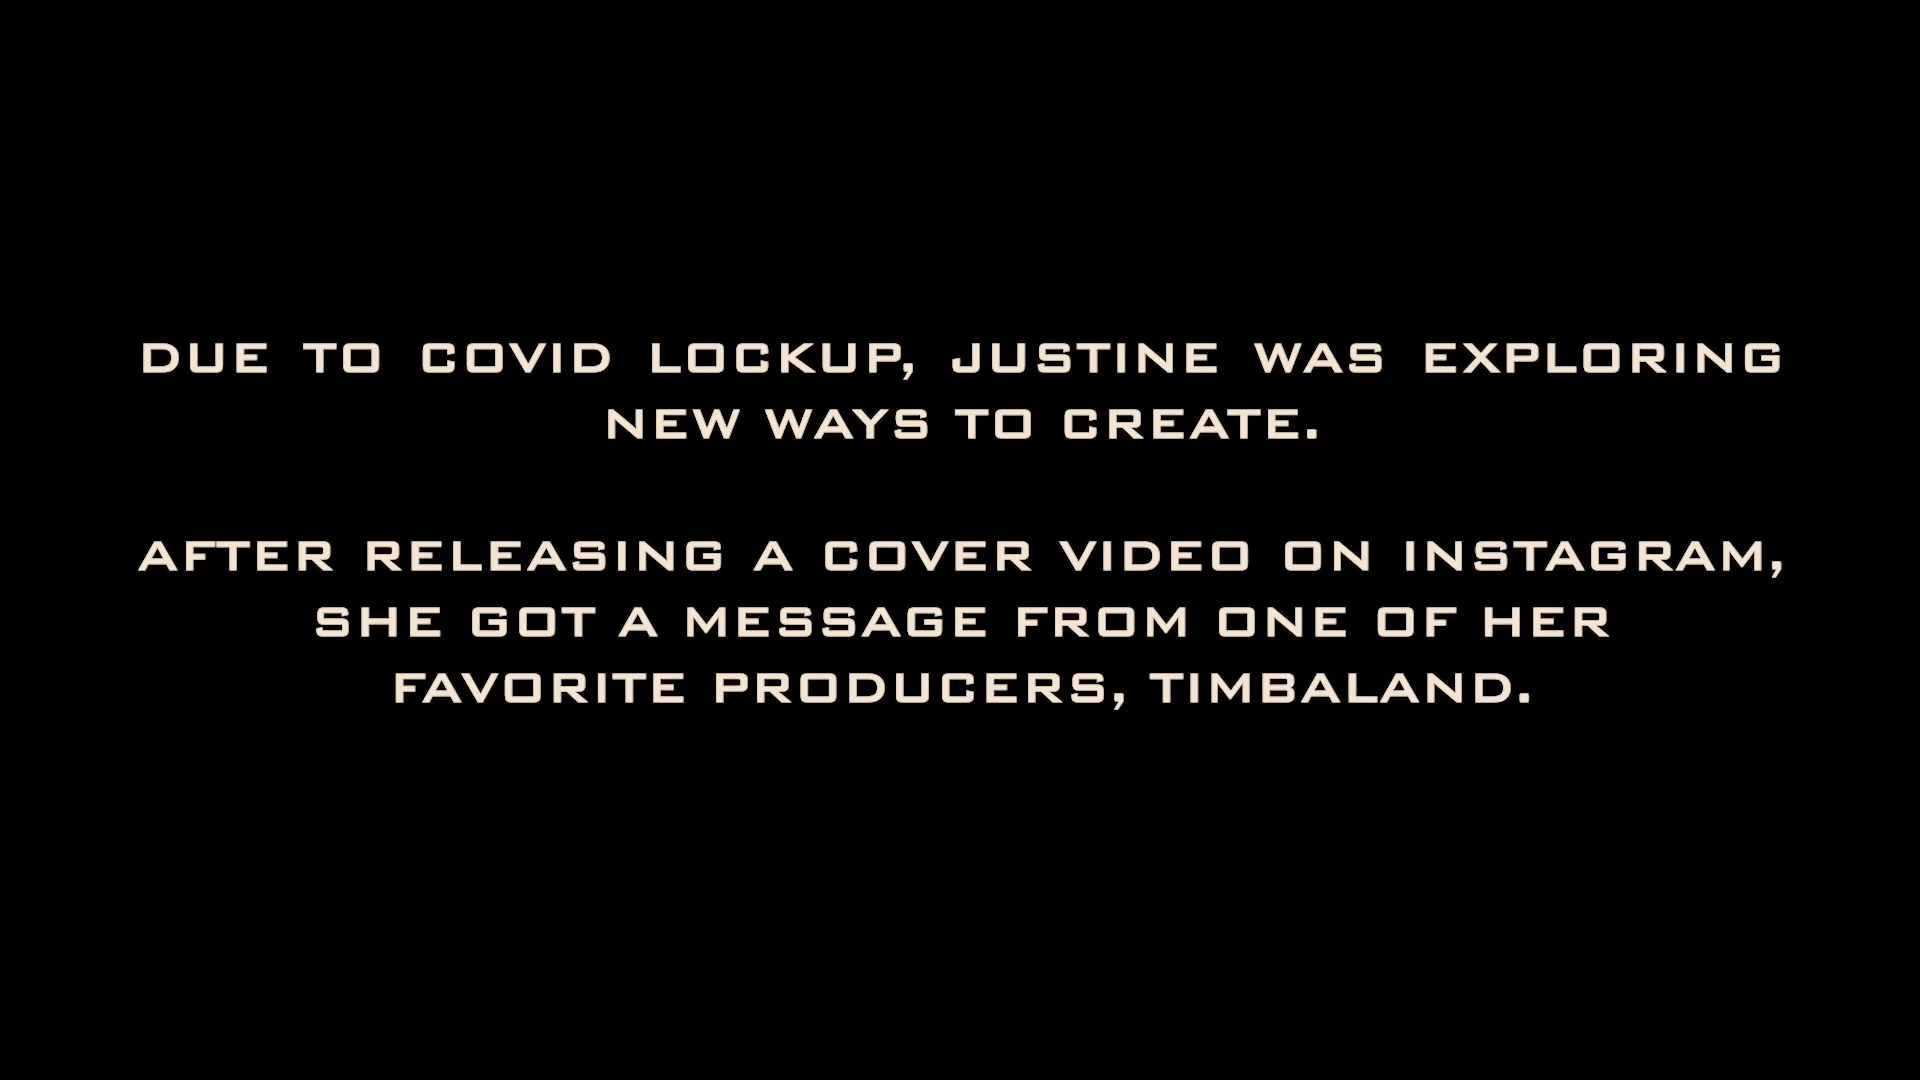 DUE TO COVID LOCKUP, JUSTINE WAS EXPLORING
NEW WAYS TO CREATE.
AFTER RELEASING A COVER VIDEO ON INSTAGRAM,
SHE GOT A MESSAGE FROM ONE OF HER
FAVORITE PRODUCERS, TIMBALAND.